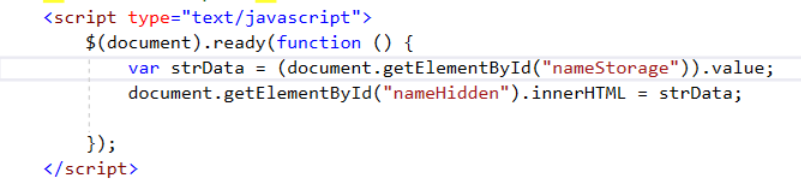 <script type="text/javascript">
$(document).ready(function () {
var strData = (document.getElementById("nameStorage")).value;
document.getElementById("nameHidden").innerHTML = strData;
});
</script>